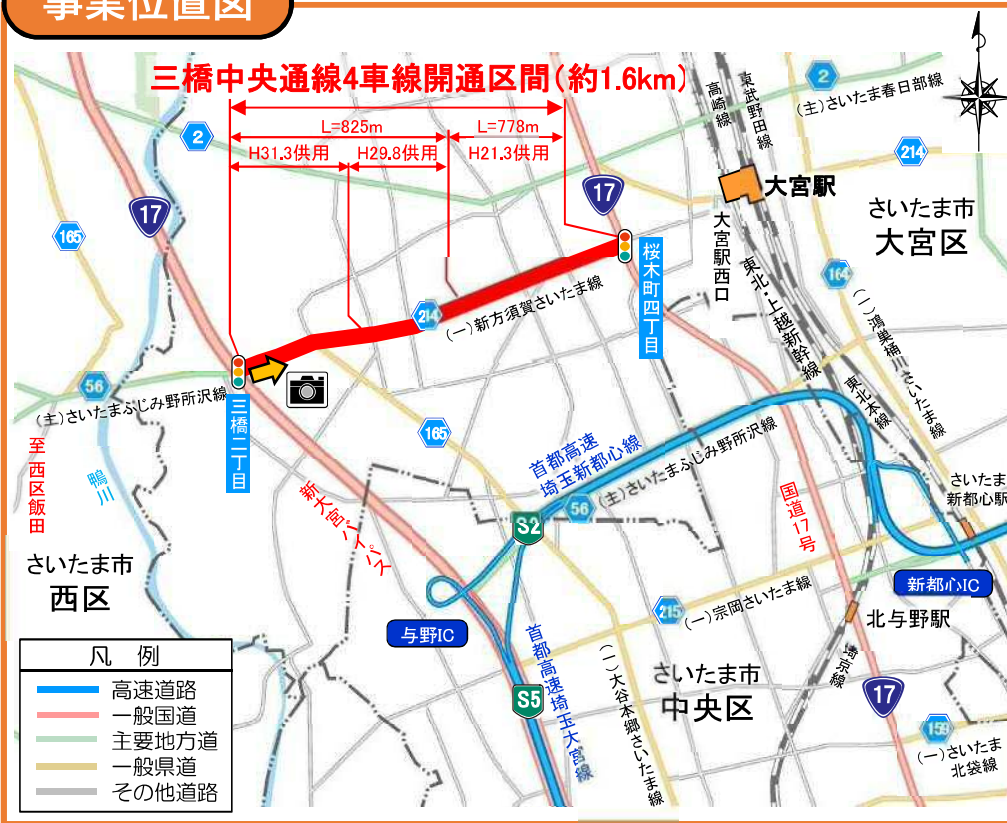 事業位置図
三橋中央通線4車線開通区間(約1.6km)
L=825m
L=778m
H31.3供用
H29.8供用
H21.3供用
高崎線
東武野田線
2
(主)さいたま春日部線
2
214
17
17
165
大宮駅
さいたま市
大宮区
大宮駅西口
桜木町四丁目
164
東北・上越新幹線
(一)鴻巣桶川さいたま線
東北本線
214
(一)新方須賀さいたま線
56
(主)さいたまふじみ野所沢線
三橋二丁目
至 西区飯田
鴨川
165
首都高速
埼玉新都心線
(主)さいたまふじみ野所沢線
56
S2
新大宮バイパス
国道17号
さいたま
新都心駅
さいたま市
西区
新都心IC
215
(一)宗岡さいたま線
北与野駅
与野IC
首都高速埼玉大宮線
S5
(一)大谷本郷さいたま線
さいたま市
中央区
埼京線
17
159
(一)さいたま
北袋線
凡 例
高速道路
一般国道
主要地方道
一般県道
その他道路